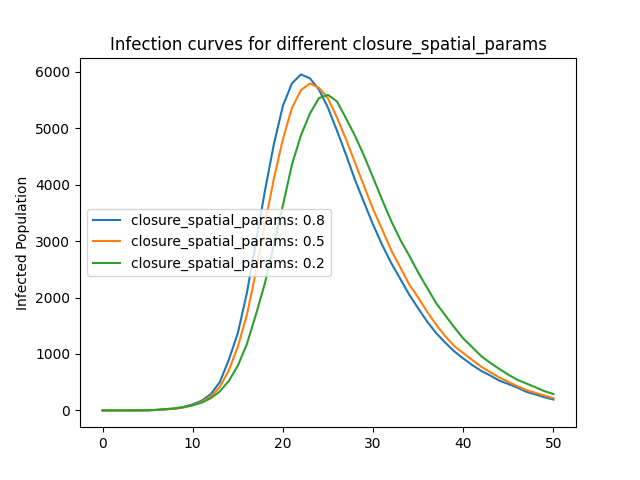 Infection curves for different closure_spatial_params
Infected Population
6000
5000
4000
3000
2000
1000
0
closure_spatial_params: 0.8
closure_spatial_params: 0.5
closure_spatial_params: 0.2
0 10 20 30 40 50